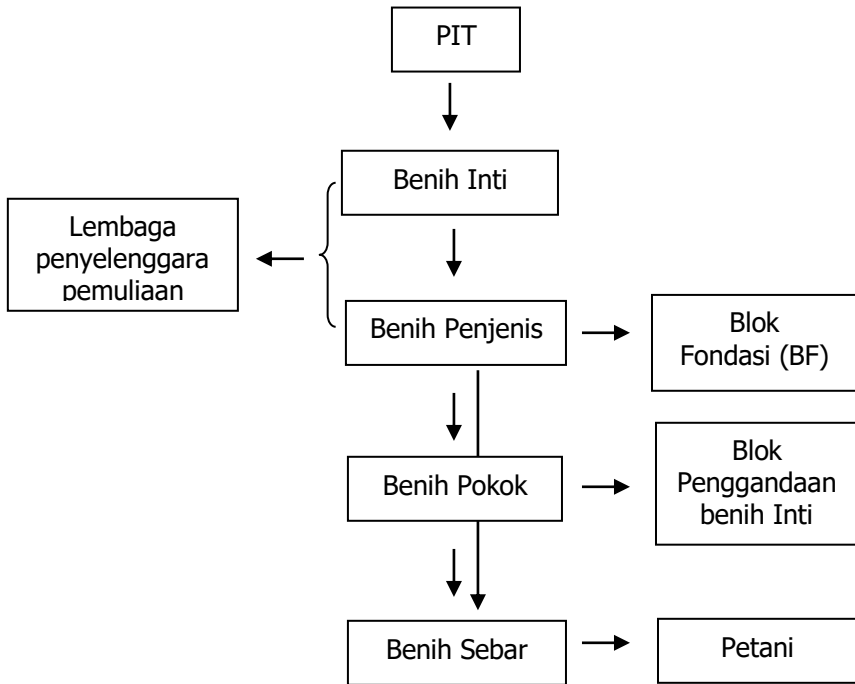 PIT
Benih Inti
Lembaga
penyelenggara
pemuliaan
Benih Penjenis
Blok
Fondasi (BF)
Benih Pokok
Blok
Penggandaan
benih Inti
Benih Sebar
Petani